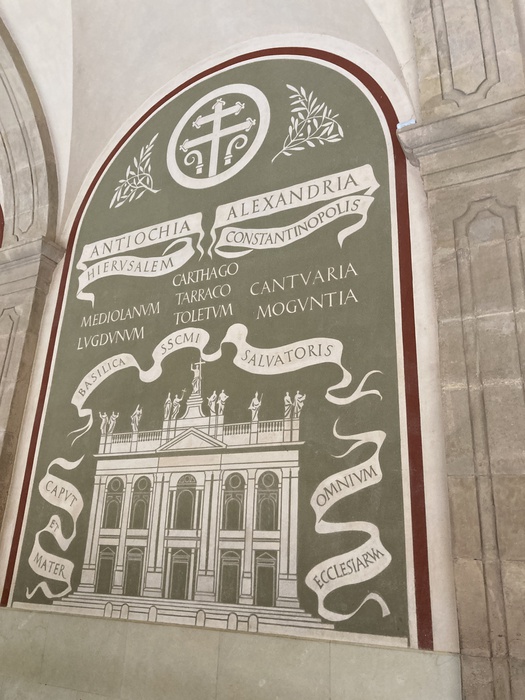 ANTIOCHIA
ALEXANDRIA
HIERVSALEM
CONSTANTINOPOLIS
MEDIOLANVM
CARTHAGO
CANTVARIA
LVGDVNVM
TARRACO
MOGVNTIA
TOLETVM
BASILICA SSCMI SALVATORIS
CAPVT
ET
MATER
OMNIVM
ECCLESIARVM